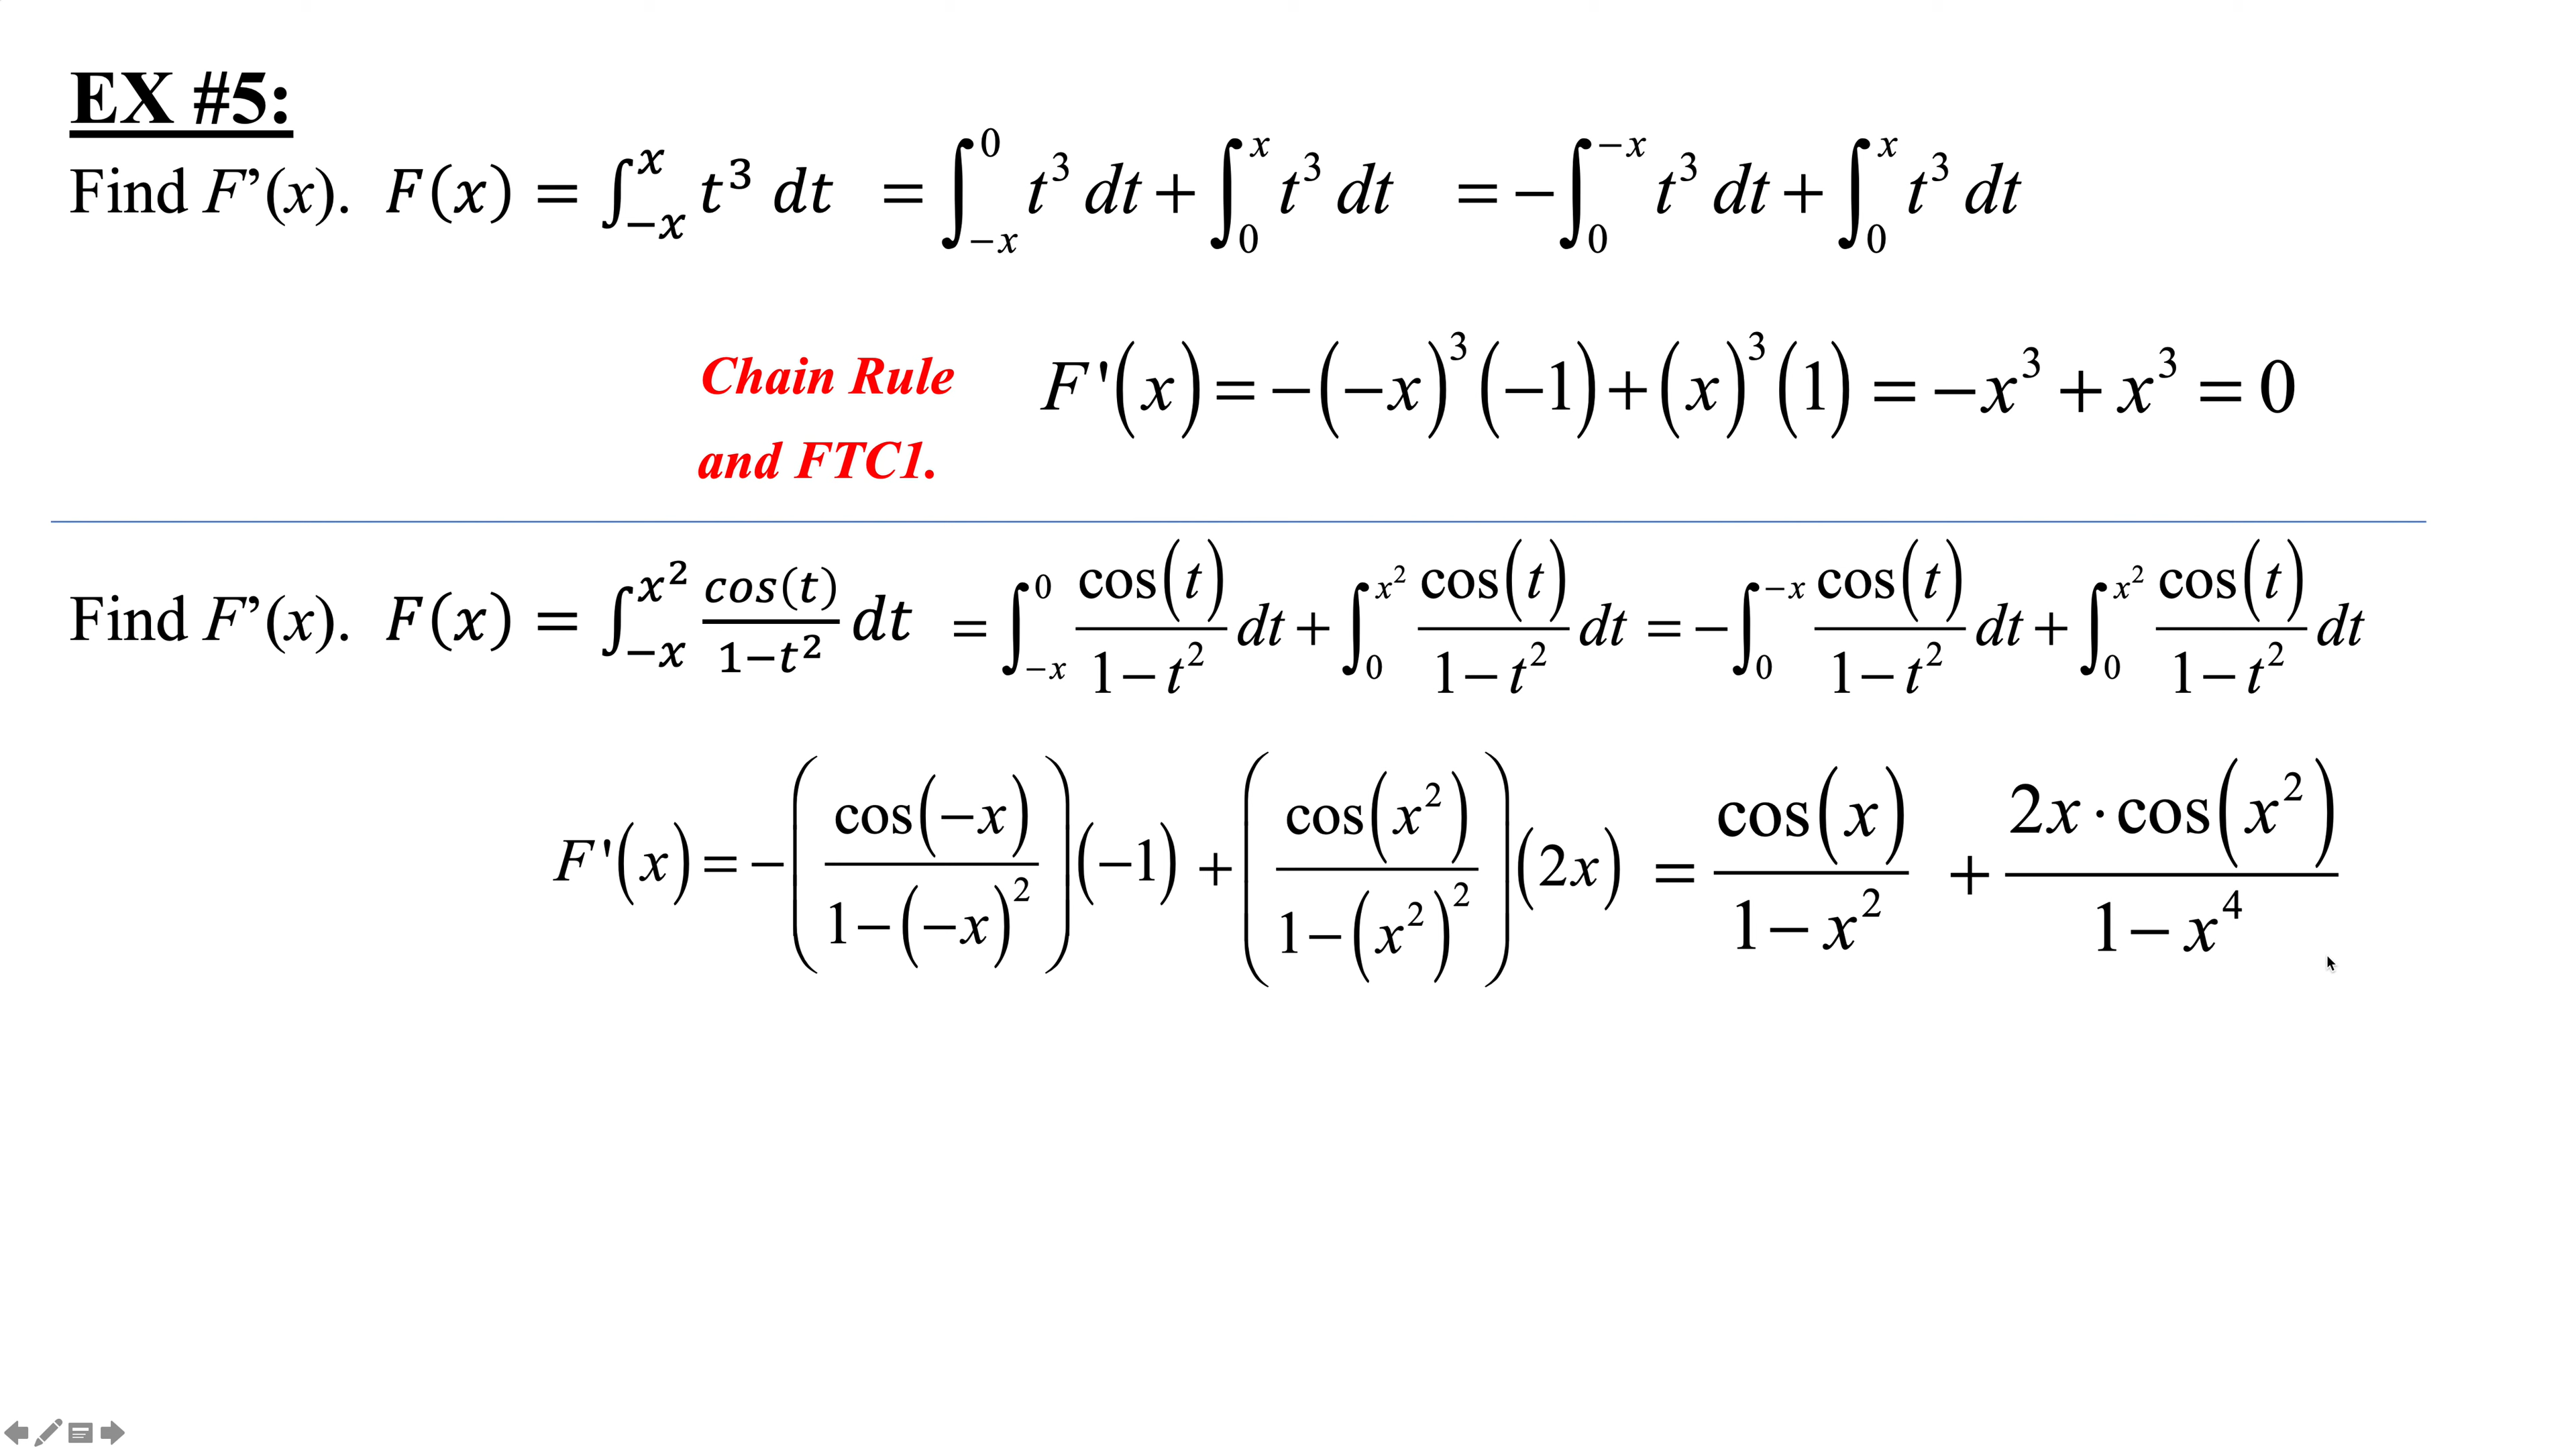 EX #5:
Find F’(x). F(x) = ∫_{−x}^{x} t³ dt = ∫_{−x}^{0} t³ dt + ∫_{0}^{x} t³ dt = −∫_{0}^{−x} t³ dt + ∫_{0}^{x} t³ dt
Chain Rule
and FTC1.
F'(x) = −(−x)³(−1) + (x)³(1) = −x³ + x³ = 0
Find F’(x). F(x) = ∫_{−x}^{x²} cos(t)/(1−t²) dt = ∫_{−x}^{0} cos(t)/(1−t²) dt + ∫_{0}^{x²} cos(t)/(1−t²) dt = −∫_{0}^{−x} cos(t)/(1−t²) dt + ∫_{0}^{x²} cos(t)/(1−t²) dt
F'(x) = −(cos(−x)/(1−(−x)²))(−1) + (cos(x²)/(1−(x²)²))(2x) = cos(x)/(1−x²) + 2x·cos(x²)/(1−x⁴)